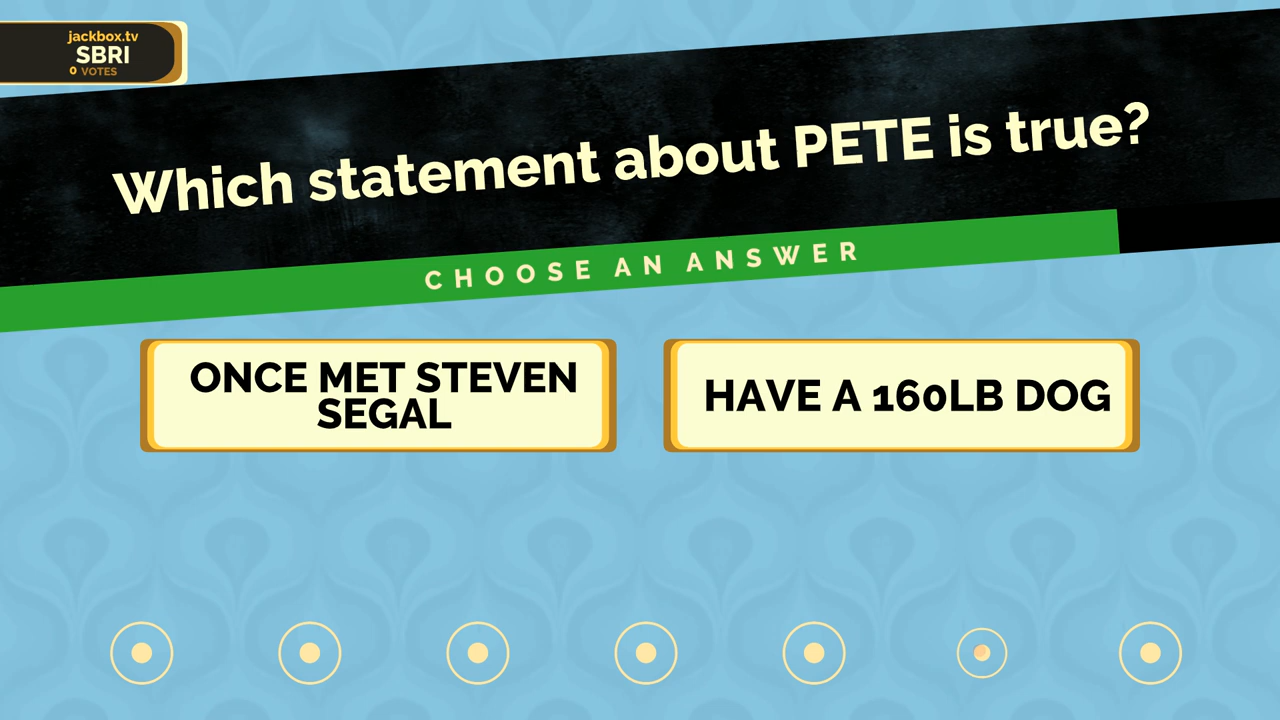 jackbox.tv
SBRI
0 VOTES
Which statement about PETE is true?
CHOOSE AN ANSWER
ONCE MET STEVEN
SEGAL
HAVE A 160LB DOG